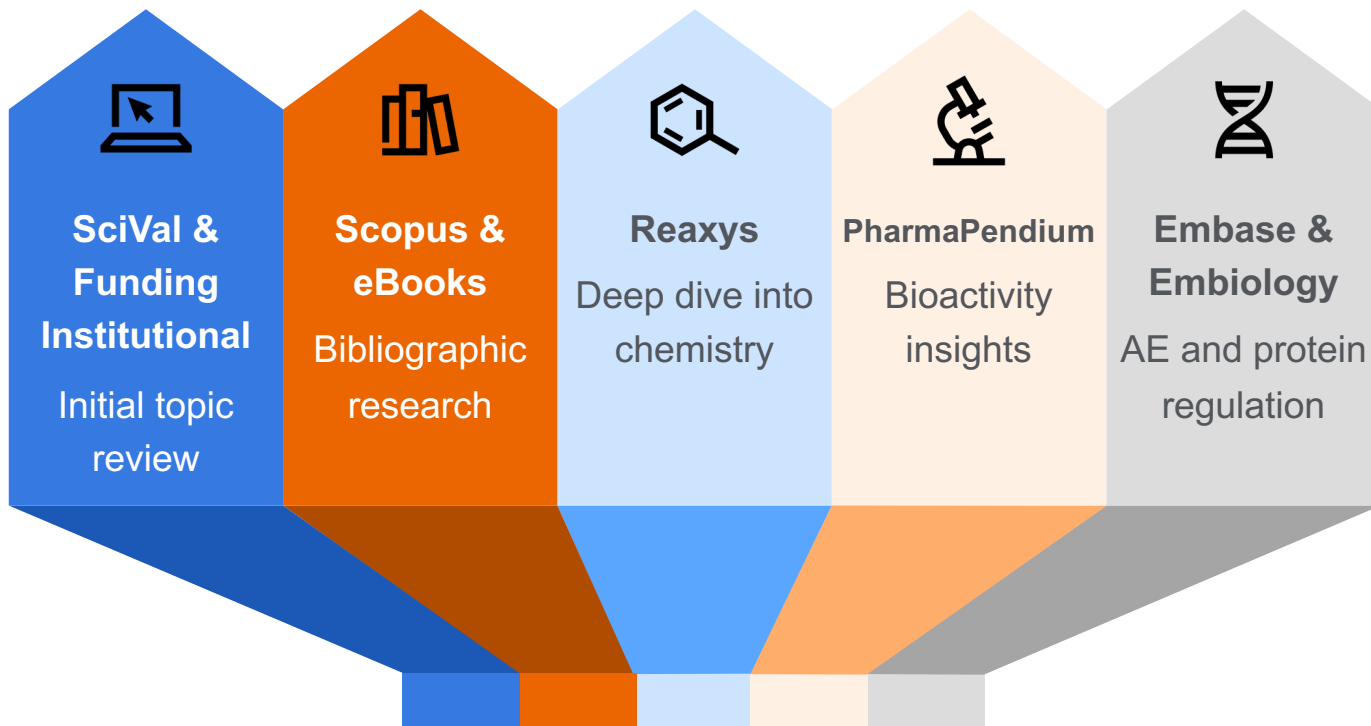 SciVal &
Funding
Institutional
Initial topic
review
Scopus &
eBooks
Bibliographic
research
Reaxys
Deep dive into
chemistry
PharmaPendium
Bioactivity
insights
Embase &
Embiology
AE and protein
regulation